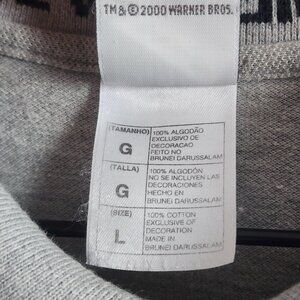 TM & © 2000 WARNER BROS.
(TAMANHO)
G
100% ALGODÃO
EXCLUSIVO DE
DECORACAO
FEITO NO
BRUNEI DARUSSALAM
(TALLA)
G
100% ALGODÓN
NO SE INCLUYEN LAS
DECORACIONES
HECHO EN
BRUNEI DARUSSALAM
(SIZE)
L
100% COTTON
EXCLUSIVE OF
DECORATION
MADE IN
BRUNEI DARUSSALAM